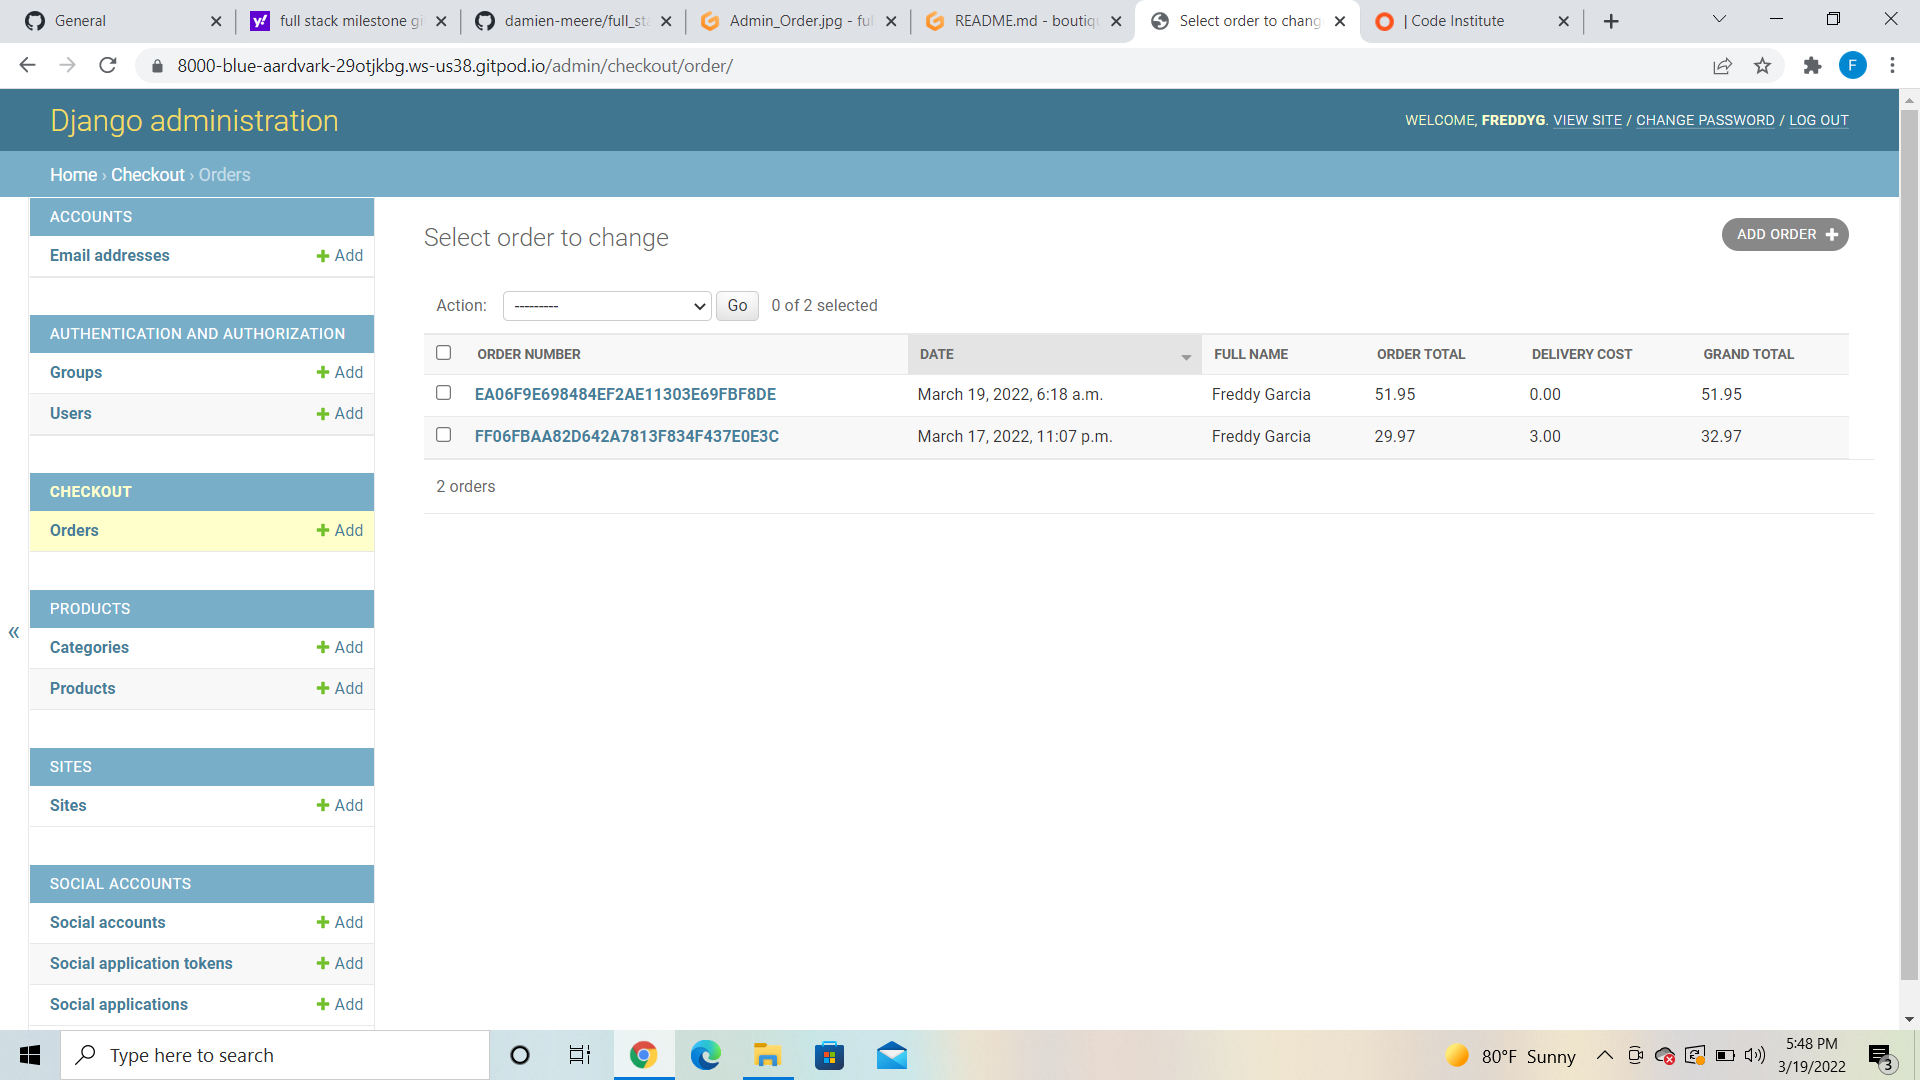 General
full stack milestone gi
damien-meere/full_sta
Admin_Order.jpg - ful
README.md - boutiqu
Select order to chang
| Code Institute
8000-blue-aardvark-29otjkbg.ws-us38.gitpod.io/admin/checkout/order/
F
Django administration
WELCOME, FREDDYG. VIEW SITE / CHANGE PASSWORD / LOG OUT
Home › Checkout › Orders
ACCOUNTS
Email addresses + Add
AUTHENTICATION AND AUTHORIZATION
Groups + Add
Users + Add
CHECKOUT
Orders + Add
PRODUCTS
Categories + Add
Products + Add
SITES
Sites + Add
SOCIAL ACCOUNTS
Social accounts + Add
Social application tokens + Add
Social applications + Add
«
Select order to change
ADD ORDER +
Action: --------- Go 0 of 2 selected
ORDER NUMBER DATE FULL NAME ORDER TOTAL DELIVERY COST GRAND TOTAL
EA06F9E698484EF2AE11303E69FBF8DE March 19, 2022, 6:18 a.m. Freddy Garcia 51.95 0.00 51.95
FF06FBAA82D642A7813F834F437E0E3C March 17, 2022, 11:07 p.m. Freddy Garcia 29.97 3.00 32.97
2 orders
Type here to search
80°F Sunny
5:48 PM
3/19/2022
3